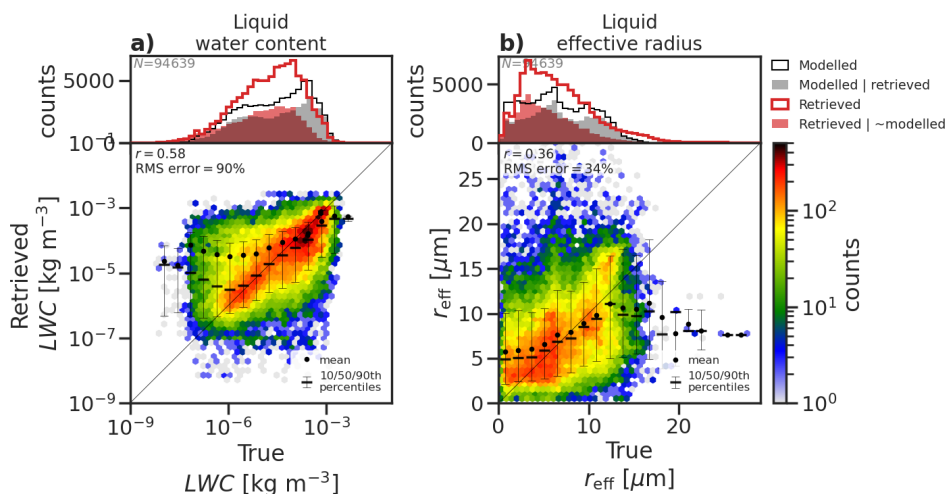 Liquid
water content
a)
N=94639
5000
10⁻¹
counts
r = 0.58
RMS error = 90%
10⁻³
10⁻⁵
10⁻⁷
10⁻⁹
Retrieved
LWC [kg m⁻³]
mean
10/50/90th
percentiles
10⁻⁹
10⁻⁶
10⁻³
True
LWC [kg m⁻³]
Liquid
effective radius
b)
5000
0
counts
r = 0.36
RMS error = 34%
25
20
15
10
5
0
r_eff [μm]
mean
10/50/90th
percentiles
0
10
20
True
r_eff [μm]
Modelled
Modelled | retrieved
Retrieved
Retrieved | ~modelled
10²
10¹
10⁰
counts